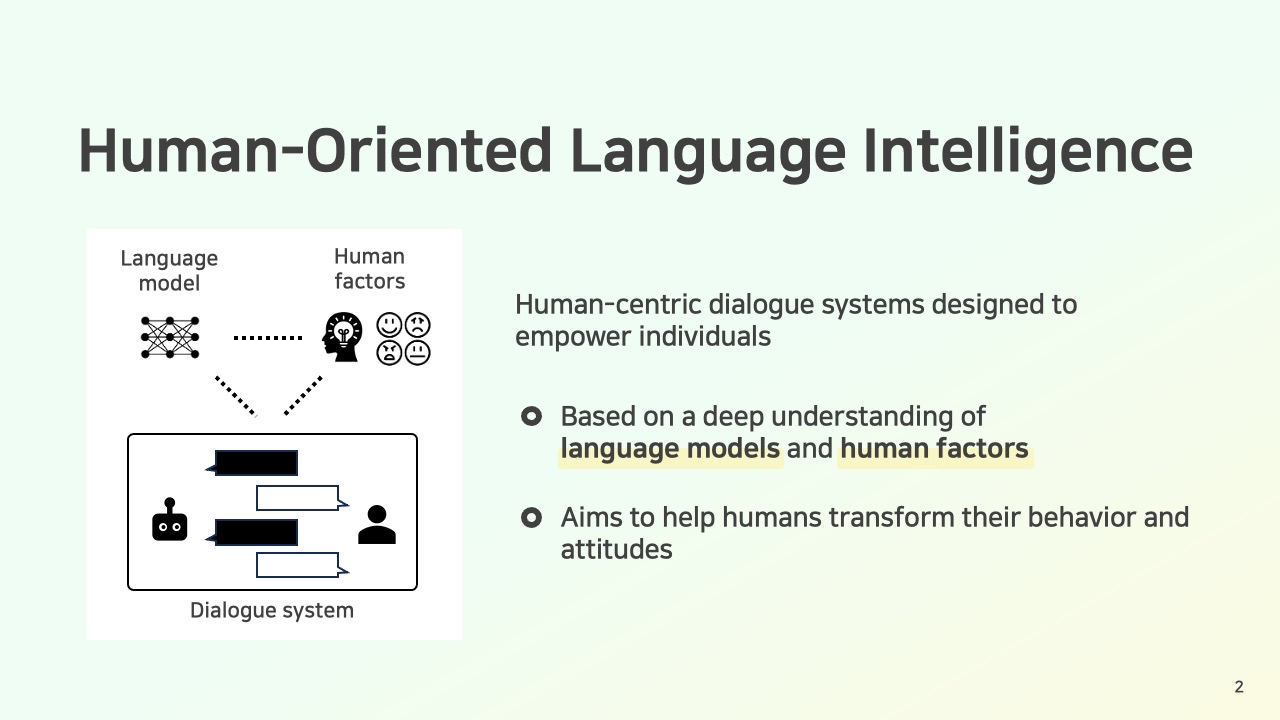 Human-Oriented Language Intelligence
Language
model
Human
factors
Dialogue system
Human-centric dialogue systems designed to
empower individuals
Based on a deep understanding of
language models and human factors
Aims to help humans transform their behavior and
attitudes
2